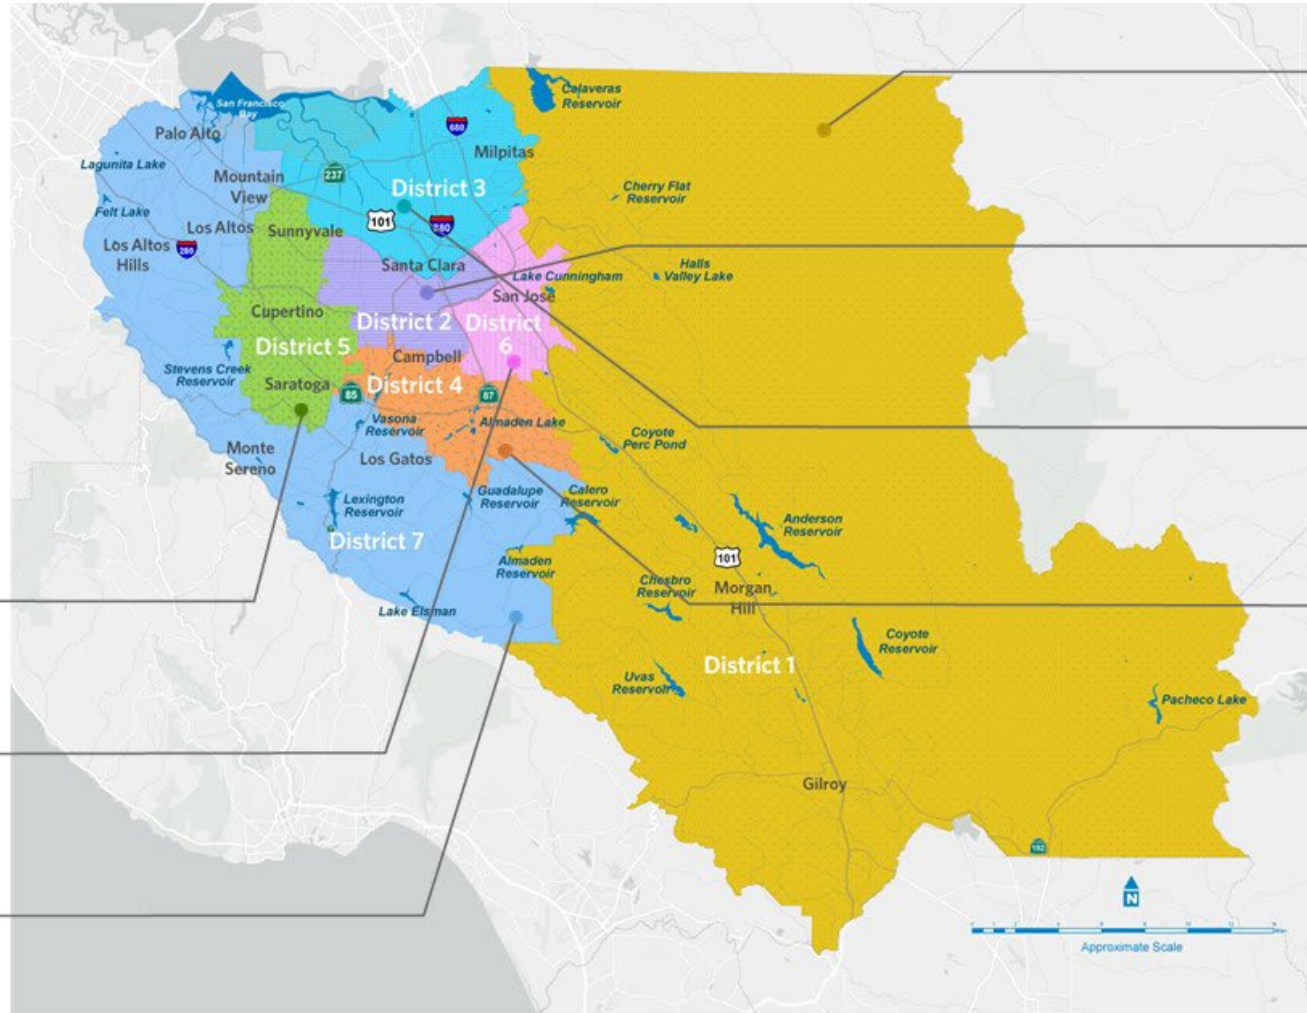 Calaveras
Reservoir
San Francisco
Bay
680
Palo Alto
Milpitas
Lagunita Lake
237
Mountain
View
District 3
Cherry Flat
Reservoir
Felt Lake
101
880
Los Altos
Sunnyvale
Los Altos
Hills
280
Santa Clara
Lake Cunningham
Halls
Valley Lake
San José
Cupertino
District 2
District
6
District 5
Campbell
Stevens Creek
Reservoir
Saratoga
District 4
85
87
Vasona
Reservoir
Almaden Lake
Coyote
Perc Pond
Monte
Sereno
Los Gatos
Lexington
Reservoir
Guadalupe
Reservoir
Calero
Reservoir
Anderson
Reservoir
District 7
101
Almaden
Reservoir
Chesbro
Reservoir
Morgan
Hill
Lake Elsman
Coyote
Reservoir
District 1
Uvas
Reservoir
Pacheco Lake
Gilroy
152
N
Approximate Scale